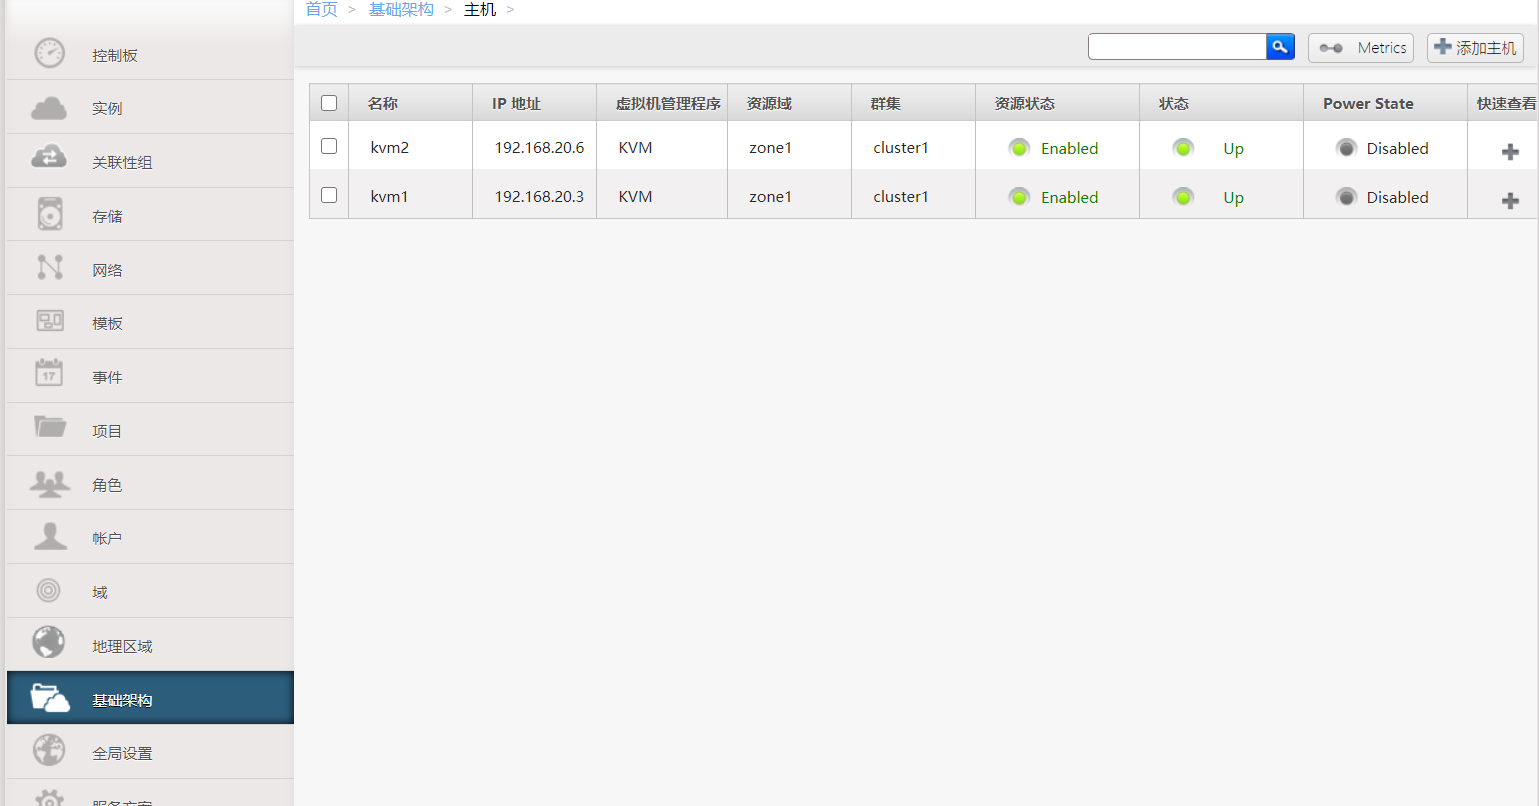 首页 > 基础架构 > 主机 >
Metrics 添加主机
名称 IP 地址 虚拟机管理程序 资源域 群集 资源状态 状态 Power State 快速查看
kvm2 192.168.20.6 KVM zone1 cluster1 Enabled Up Disabled
kvm1 192.168.20.3 KVM zone1 cluster1 Enabled Up Disabled
控制板
实例
关联性组
存储
网络
模板
17
事件
项目
角色
帐户
域
地理区域
基础架构
全局设置
服务方案